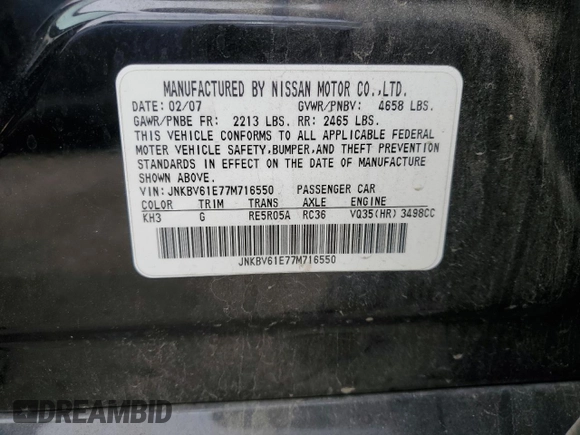 MANUFACTURED BY NISSAN MOTOR CO.,LTD.
DATE: 02/07 GVWR/PNBV: 4658 LBS.
GAWR/PNBE FR: 2213 LBS. RR: 2465 LBS.
THIS VEHICLE CONFORMS TO ALL APPLICABLE FEDERAL
MOTOR VEHICLE SAFETY,BUMPER,AND THEFT PREVENTION
STANDARDS IN EFFECT ON THE DATE OF MANUFACTURE
SHOWN ABOVE.
VIN: JNKBV61E77M716550 PASSENGER CAR
COLOR TRIM TRANS AXLE ENGINE
KH3 G RE5R05A RC36 VQ35(HR) 3498CC
JNKBV61E77M716550
DREAMBID